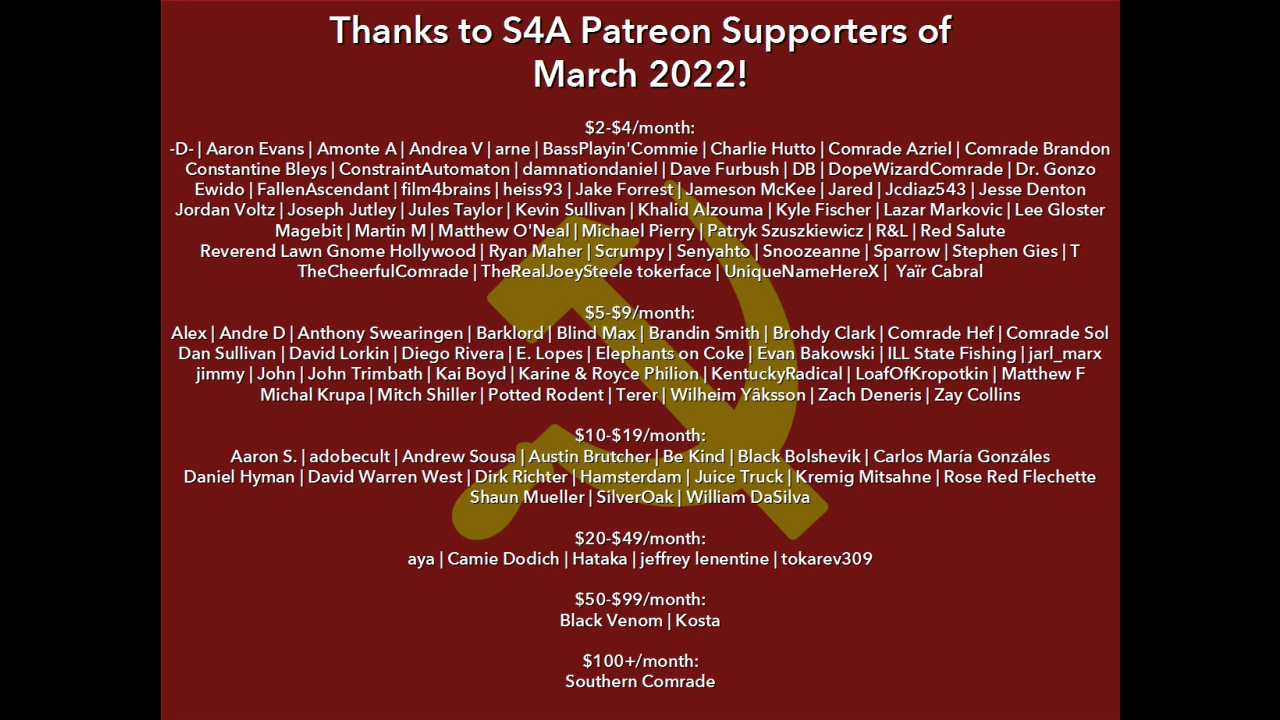 Thanks to S4A Patreon Supporters of
March 2022!
$2-$4/month:
-D- | Aaron Evans | Amonte A | Andrea V | arne | BassPlayin'Commie | Charlie Hutto | Comrade Azriel | Comrade Brandon
Constantine Bleys | ConstraintAutomaton | damnationdaniel | Dave Furbush | DB | DopeWizardComrade | Dr. Gonzo
Ewido | FallenAscendant | film4brains | heiss93 | Jake Forrest | Jameson McKee | Jared | Jcdiaz543 | Jesse Denton
Jordan Voltz | Joseph Jutley | Jules Taylor | Kevin Sullivan | Khalid Alzouma | Kyle Fischer | Lazar Markovic | Lee Gloster
Magebit | Martin M | Matthew O'Neal | Michael Pierry | Patryk Szuszkiewicz | R&L | Red Salute
Reverend Lawn Gnome Hollywood | Ryan Maher | Scrumpy | Senyahto | Snoozeanne | Sparrow | Stephen Gies | T
TheCheerfulComrade | TheRealJoeySteele tokerface | UniqueNameHereX | Yaïr Cabral
$5-$9/month:
Alex | Andre D | Anthony Swearingen | Barklord | Blind Max | Brandin Smith | Brohdy Clark | Comrade Hef | Comrade Sol
Dan Sullivan | David Lorkin | Diego Rivera | E. Lopes | Elephants on Coke | Evan Bakowski | ILL State Fishing | jarl_marx
jimmy | John | John Trimbath | Kai Boyd | Karine & Royce Philion | KentuckyRadical | LoafOfKropotkin | Matthew F
Michal Krupa | Mitch Shiller | Potted Rodent | Terer | Wilheim Yâksson | Zach Deneris | Zay Collins
$10-$19/month:
Aaron S. | adobecult | Andrew Sousa | Austin Brutcher | Be Kind | Black Bolshevik | Carlos María Gonzáles
Daniel Hyman | David Warren West | Dirk Richter | Hamsterdam | Juice Truck | Kremig Mitsahne | Rose Red Flechette
Shaun Mueller | SilverOak | William DaSilva
$20-$49/month:
aya | Camie Dodich | Hataka | jeffrey lenentine | tokarev309
$50-$99/month:
Black Venom | Kosta
$100+/month:
Southern Comrade